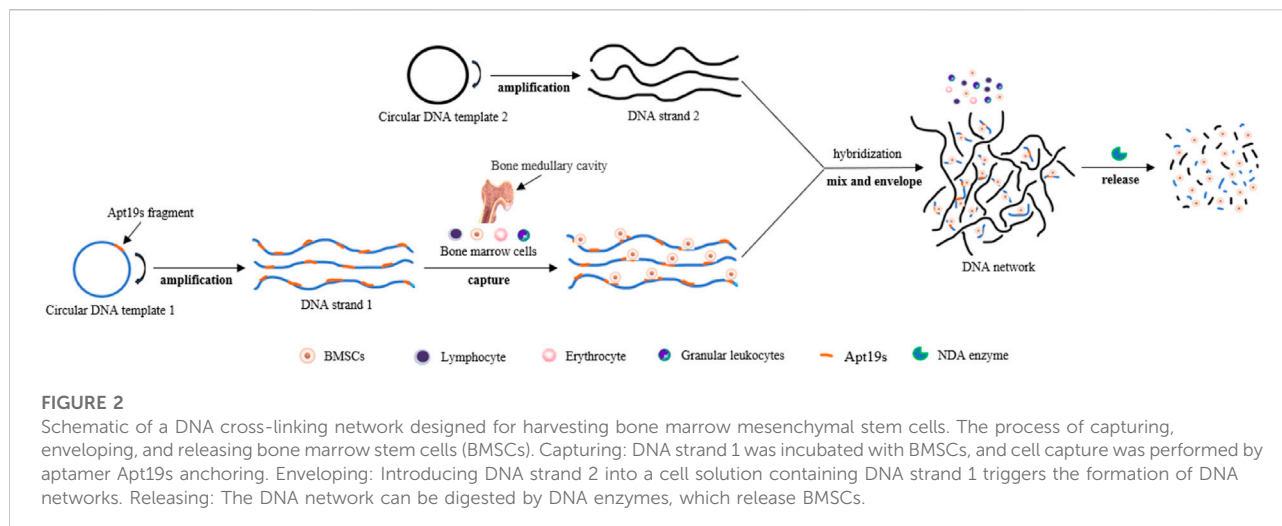 Circular DNA template 2
amplification
DNA strand 2
Bone medullary cavity
Apt19s fragment
Bone marrow cells
Circular DNA template 1
amplification
DNA strand 1
capture
hybridization
mix and envelope
DNA network
release
BMSCs
Lymphocyte
Erythrocyte
Granular leukocytes
Apt19s
NDA enzyme
FIGURE 2
Schematic of a DNA cross-linking network designed for harvesting bone marrow mesenchymal stem cells. The process of capturing,
enveloping, and releasing bone marrow stem cells (BMSCs). Capturing: DNA strand 1 was incubated with BMSCs, and cell capture was performed by
aptamer Apt19s anchoring. Enveloping: Introducing DNA strand 2 into a cell solution containing DNA strand 1 triggers the formation of DNA
networks. Releasing: The DNA network can be digested by DNA enzymes, which release BMSCs.